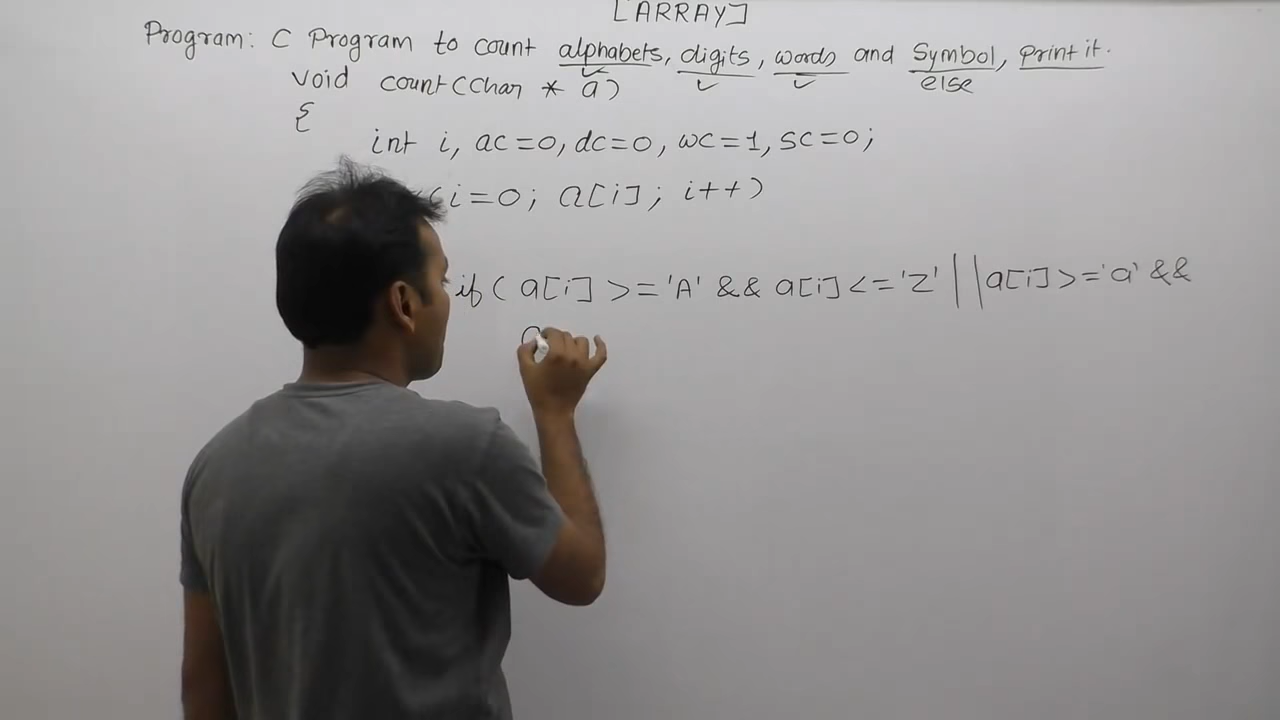 [ARRAY]
Program: C Program to count alphabets, digits, words and Symbol, print it.
void count(char * a) else
{
int i, ac=0, dc=0, wc=1, sc=0;
(i=0; a[i]; i++)
if( a[i] >= 'A' && a[i] <= 'Z' || a[i] >= 'a' &&